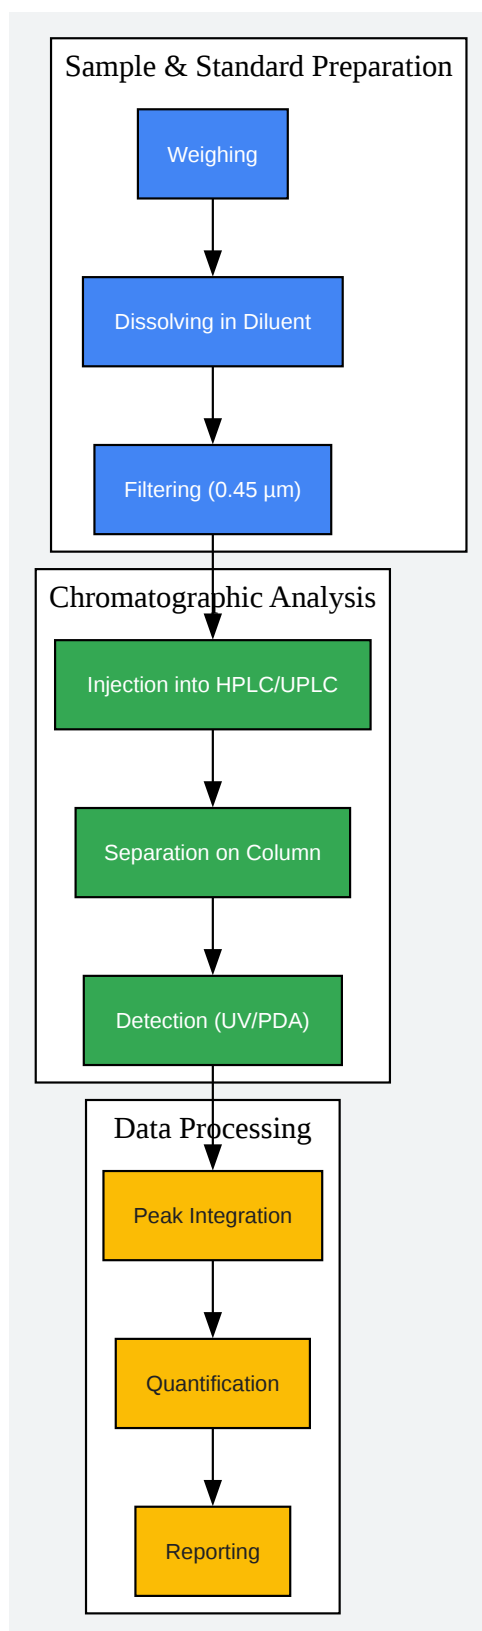 Sample & Standard Preparation
Weighing
Dissolving in Diluent
Filtering (0.45 µm)
Chromatographic Analysis
Injection into HPLC/UPLC
Separation on Column
Detection (UV/PDA)
Data Processing
Peak Integration
Quantification
Reporting